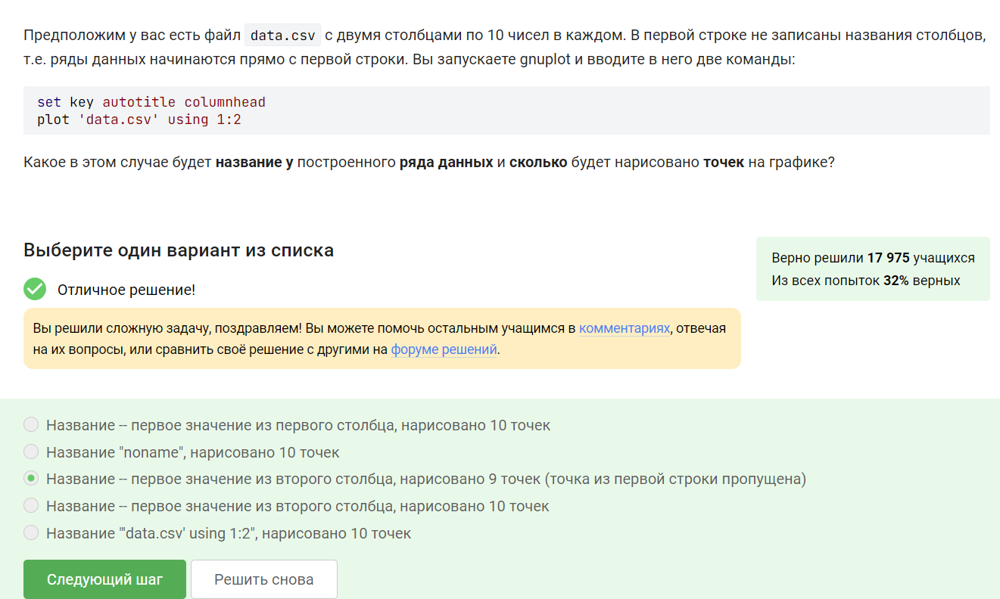 Предположим у вас есть файл data.csv с двумя столбцами по 10 чисел в каждом. В первой строке не записаны названия столбцов,
т.е. ряды данных начинаются прямо с первой строки. Вы запускаете gnuplot и вводите в него две команды:
set key autotitle columnhead
plot 'data.csv' using 1:2
Какое в этом случае будет название у построенного ряда данных и сколько будет нарисовано точек на графике?
Выберите один вариант из списка
Верно решили 17 975 учащихся
Из всех попыток 32% верных
Отличное решение!
Вы решили сложную задачу, поздравляем! Вы можете помочь остальным учащимся в комментариях, отвечая
на их вопросы, или сравнить своё решение с другими на форуме решений.
Название -- первое значение из первого столбца, нарисовано 10 точек
Название "noname", нарисовано 10 точек
Название -- первое значение из второго столбца, нарисовано 9 точек (точка из первой строки пропущена)
Название -- первое значение из второго столбца, нарисовано 10 точек
Название "'data.csv' using 1:2", нарисовано 10 точек
Следующий шаг
Решить снова